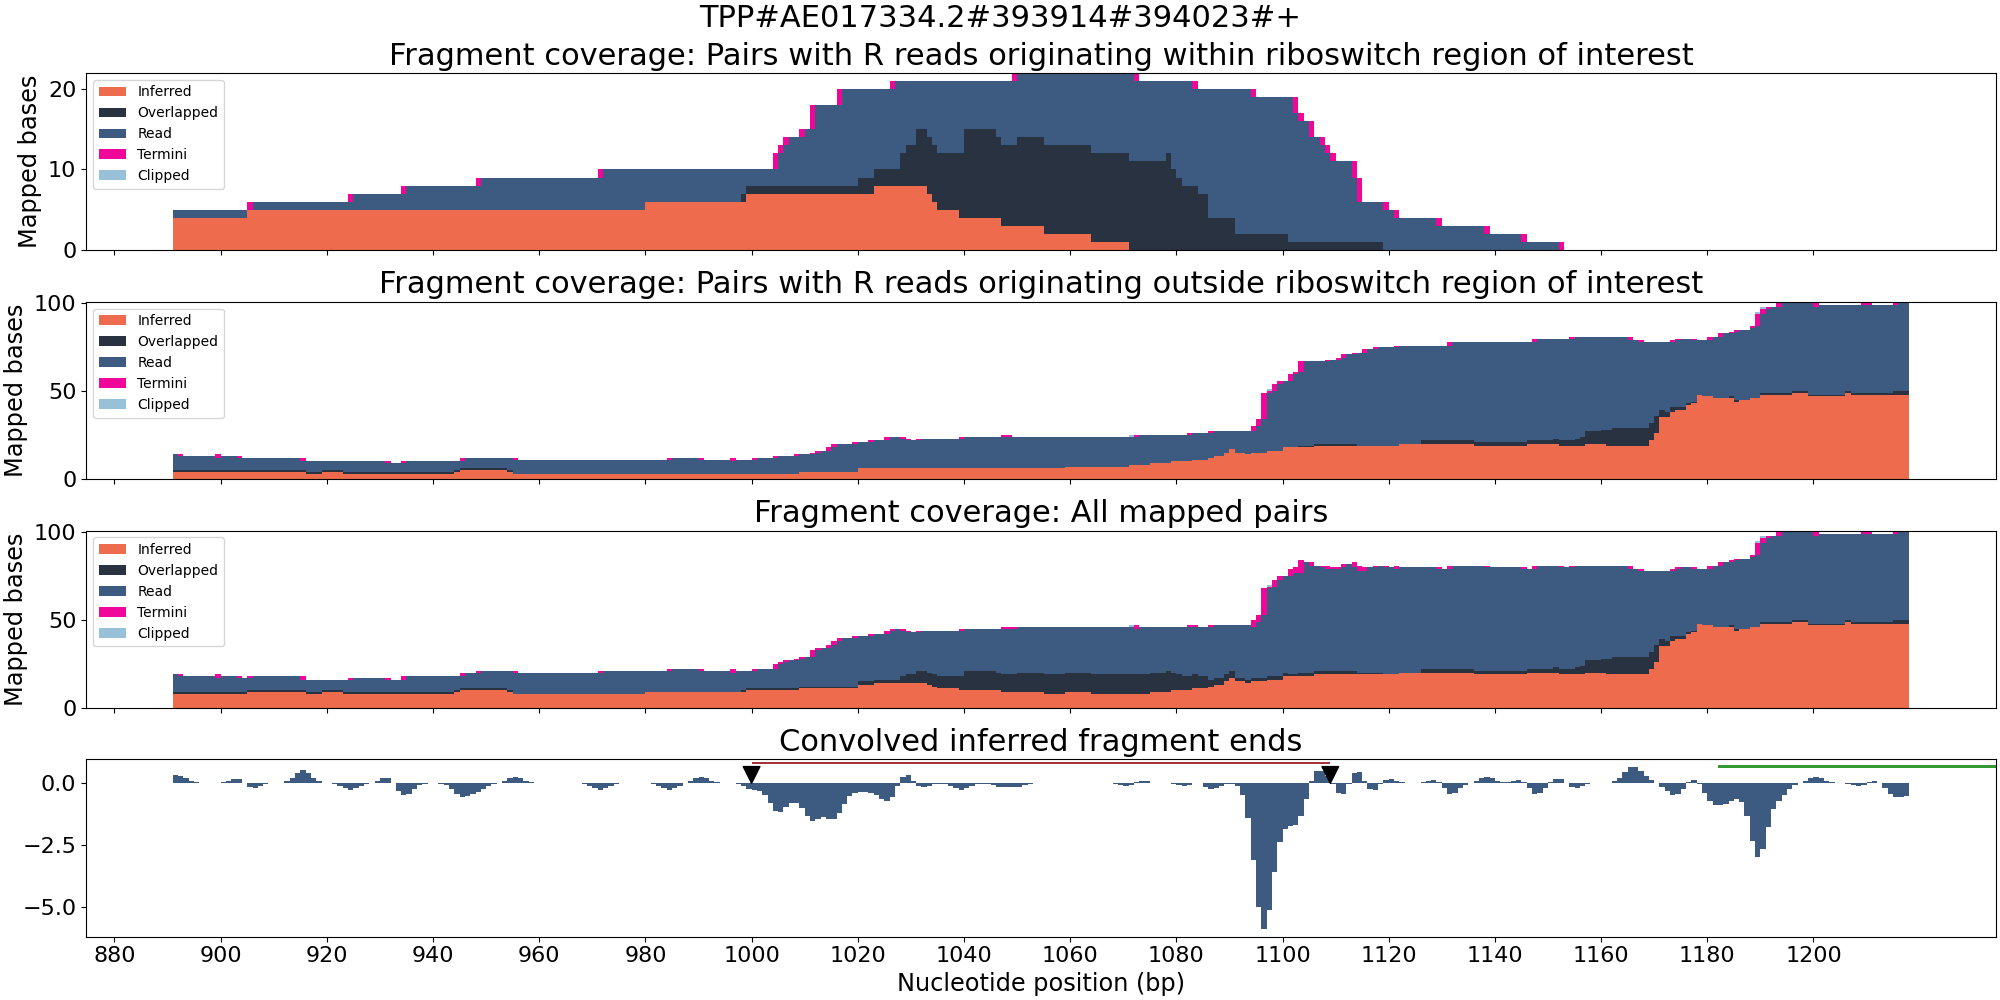 TPP#AE017334.2#393914#394023#+
Fragment coverage: Pairs with R reads originating within riboswitch region of interest
Mapped bases
20
10
0
Inferred
Overlapped
Read
Termini
Clipped
Fragment coverage: Pairs with R reads originating outside riboswitch region of interest
Mapped bases
100
50
0
Inferred
Overlapped
Read
Termini
Clipped
Fragment coverage: All mapped pairs
Mapped bases
100
50
0
Inferred
Overlapped
Read
Termini
Clipped
Convolved inferred fragment ends
0.0
−2.5
−5.0
880 900 920 940 960 980 1000 1020 1040 1060 1080 1100 1120 1140 1160 1180 1200
Nucleotide position (bp)